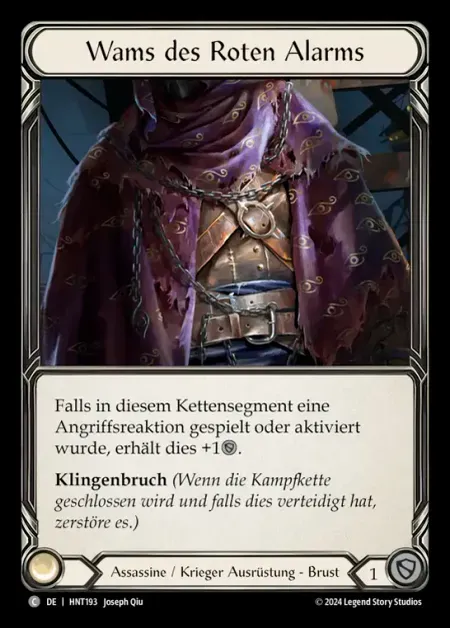 Wams des Roten Alarms
Falls in diesem Kettensegment eine
Angriffsreaktion gespielt oder aktiviert
wurde, erhält dies +1.
Klingenbruch (Wenn die Kampfkette
geschlossen wird und falls dies verteidigt hat,
zerstöre es.)
Assassine / Krieger Ausrüstung - Brust
1
C DE | HNT193 Joseph Qiu
© 2024 Legend Story Studios